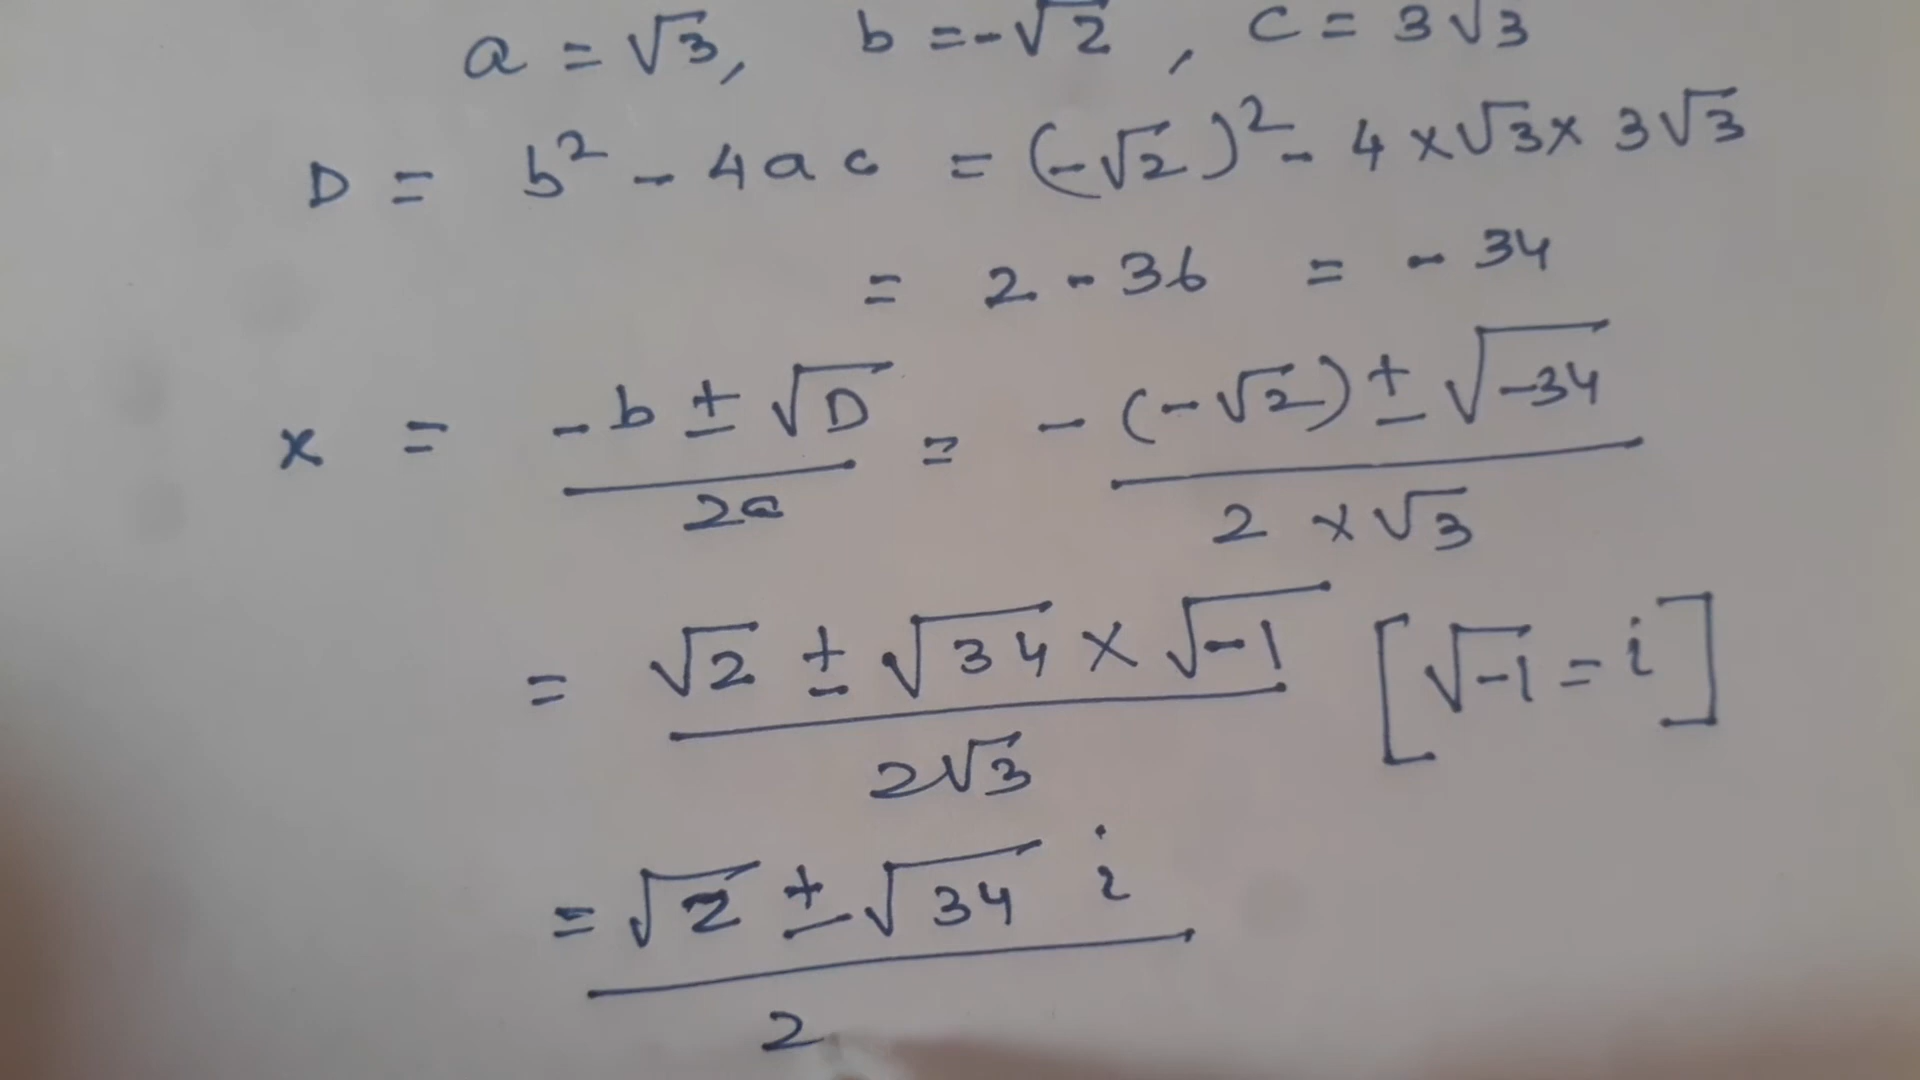 a = √3, b = -√2 , c = 3√3
D = b² - 4ac = (-√2)² - 4 × √3 × 3√3
= 2 - 36 = - 34
x = (-b ± √D)/2a = (-(-√2) ± √-34)/(2 × √3)
= (√2 ± √34 × √-1)/(2√3) [√-1 = i]
= (√2 ± √34 i)/2